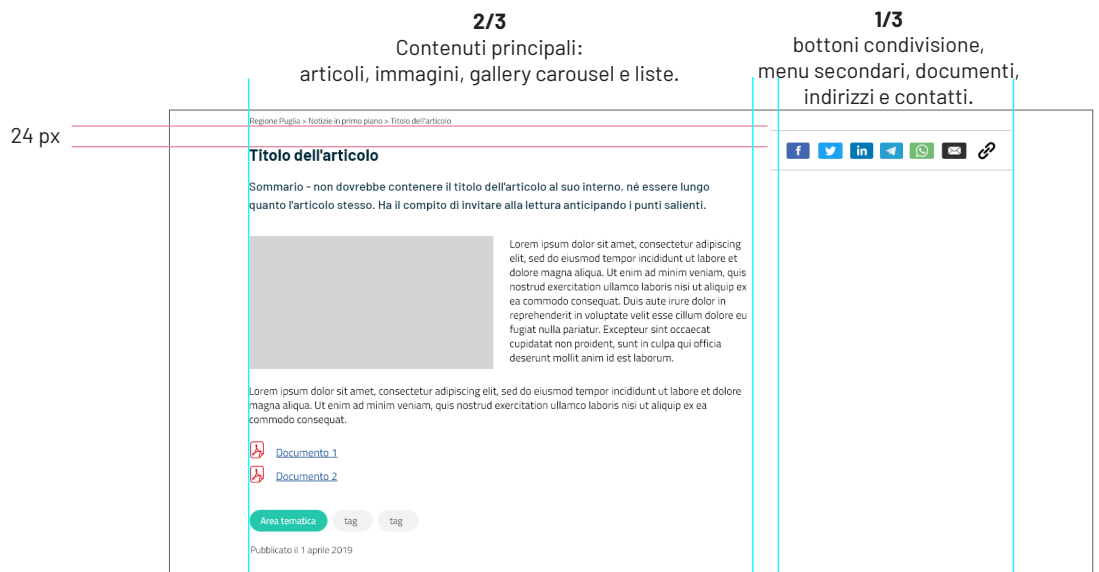 2/3
Contenuti principali:
articoli, immagini, gallery carousel e liste.
1/3
bottoni condivisione,
menu secondari, documenti,
indirizzi e contatti.
24 px
Regione Puglia > Notizie in primo piano > Titolo dell'articolo
Titolo dell'articolo
Sommario - non dovrebbe contenere il titolo dell'articolo al suo interno, né essere lungo
quanto l'articolo stesso. Ha il compito di invitare alla lettura anticipando i punti salienti.
Lorem ipsum dolor sit amet, consectetur adipiscing
elit, sed do eiusmod tempor incididunt ut labore et
dolore magna aliqua. Ut enim ad minim veniam, quis
nostrud exercitation ullamco laboris nisi ut aliquip ex
ea commodo consequat. Duis aute irure dolor in
reprehenderit in voluptate velit esse cillum dolore eu
fugiat nulla pariatur. Excepteur sint occaecat
cupidatat non proident, sunt in culpa qui officia
deserunt mollit anim id est laborum.
Lorem ipsum dolor sit amet, consectetur adipiscing elit, sed do eiusmod tempor incididunt ut labore et dolore
magna aliqua. Ut enim ad minim veniam, quis nostrud exercitation ullamco laboris nisi ut aliquip ex ea
commodo consequat.
Documento 1
Documento 2
Area tematica tag tag
Pubblicato il 1 aprile 2019